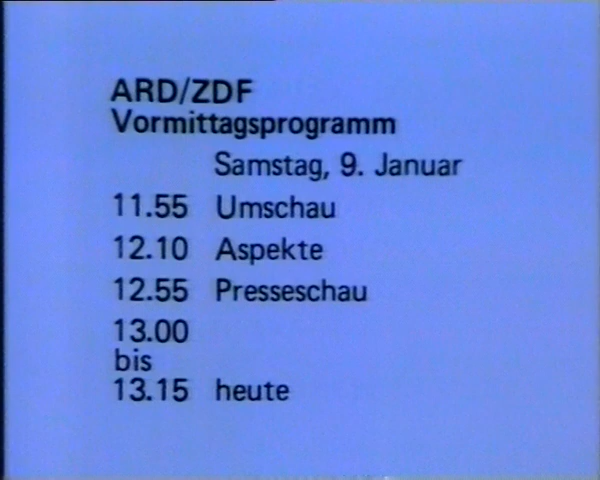 ARD/ZDF
Vormittagsprogramm
Samstag, 9. Januar
11.55 Umschau
12.10 Aspekte
12.55 Presseschau
13.00
bis
13.15 heute